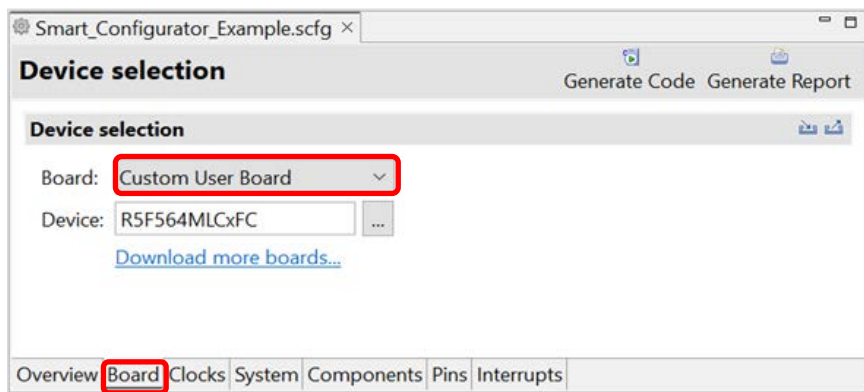 Smart_Configurator_Example.scfg ×
Device selection
Generate Code Generate Report
Device selection
Board: Custom User Board
Device: R5F564MLCxFC ...
Download more boards...
Overview Board Clocks System Components Pins Interrupts